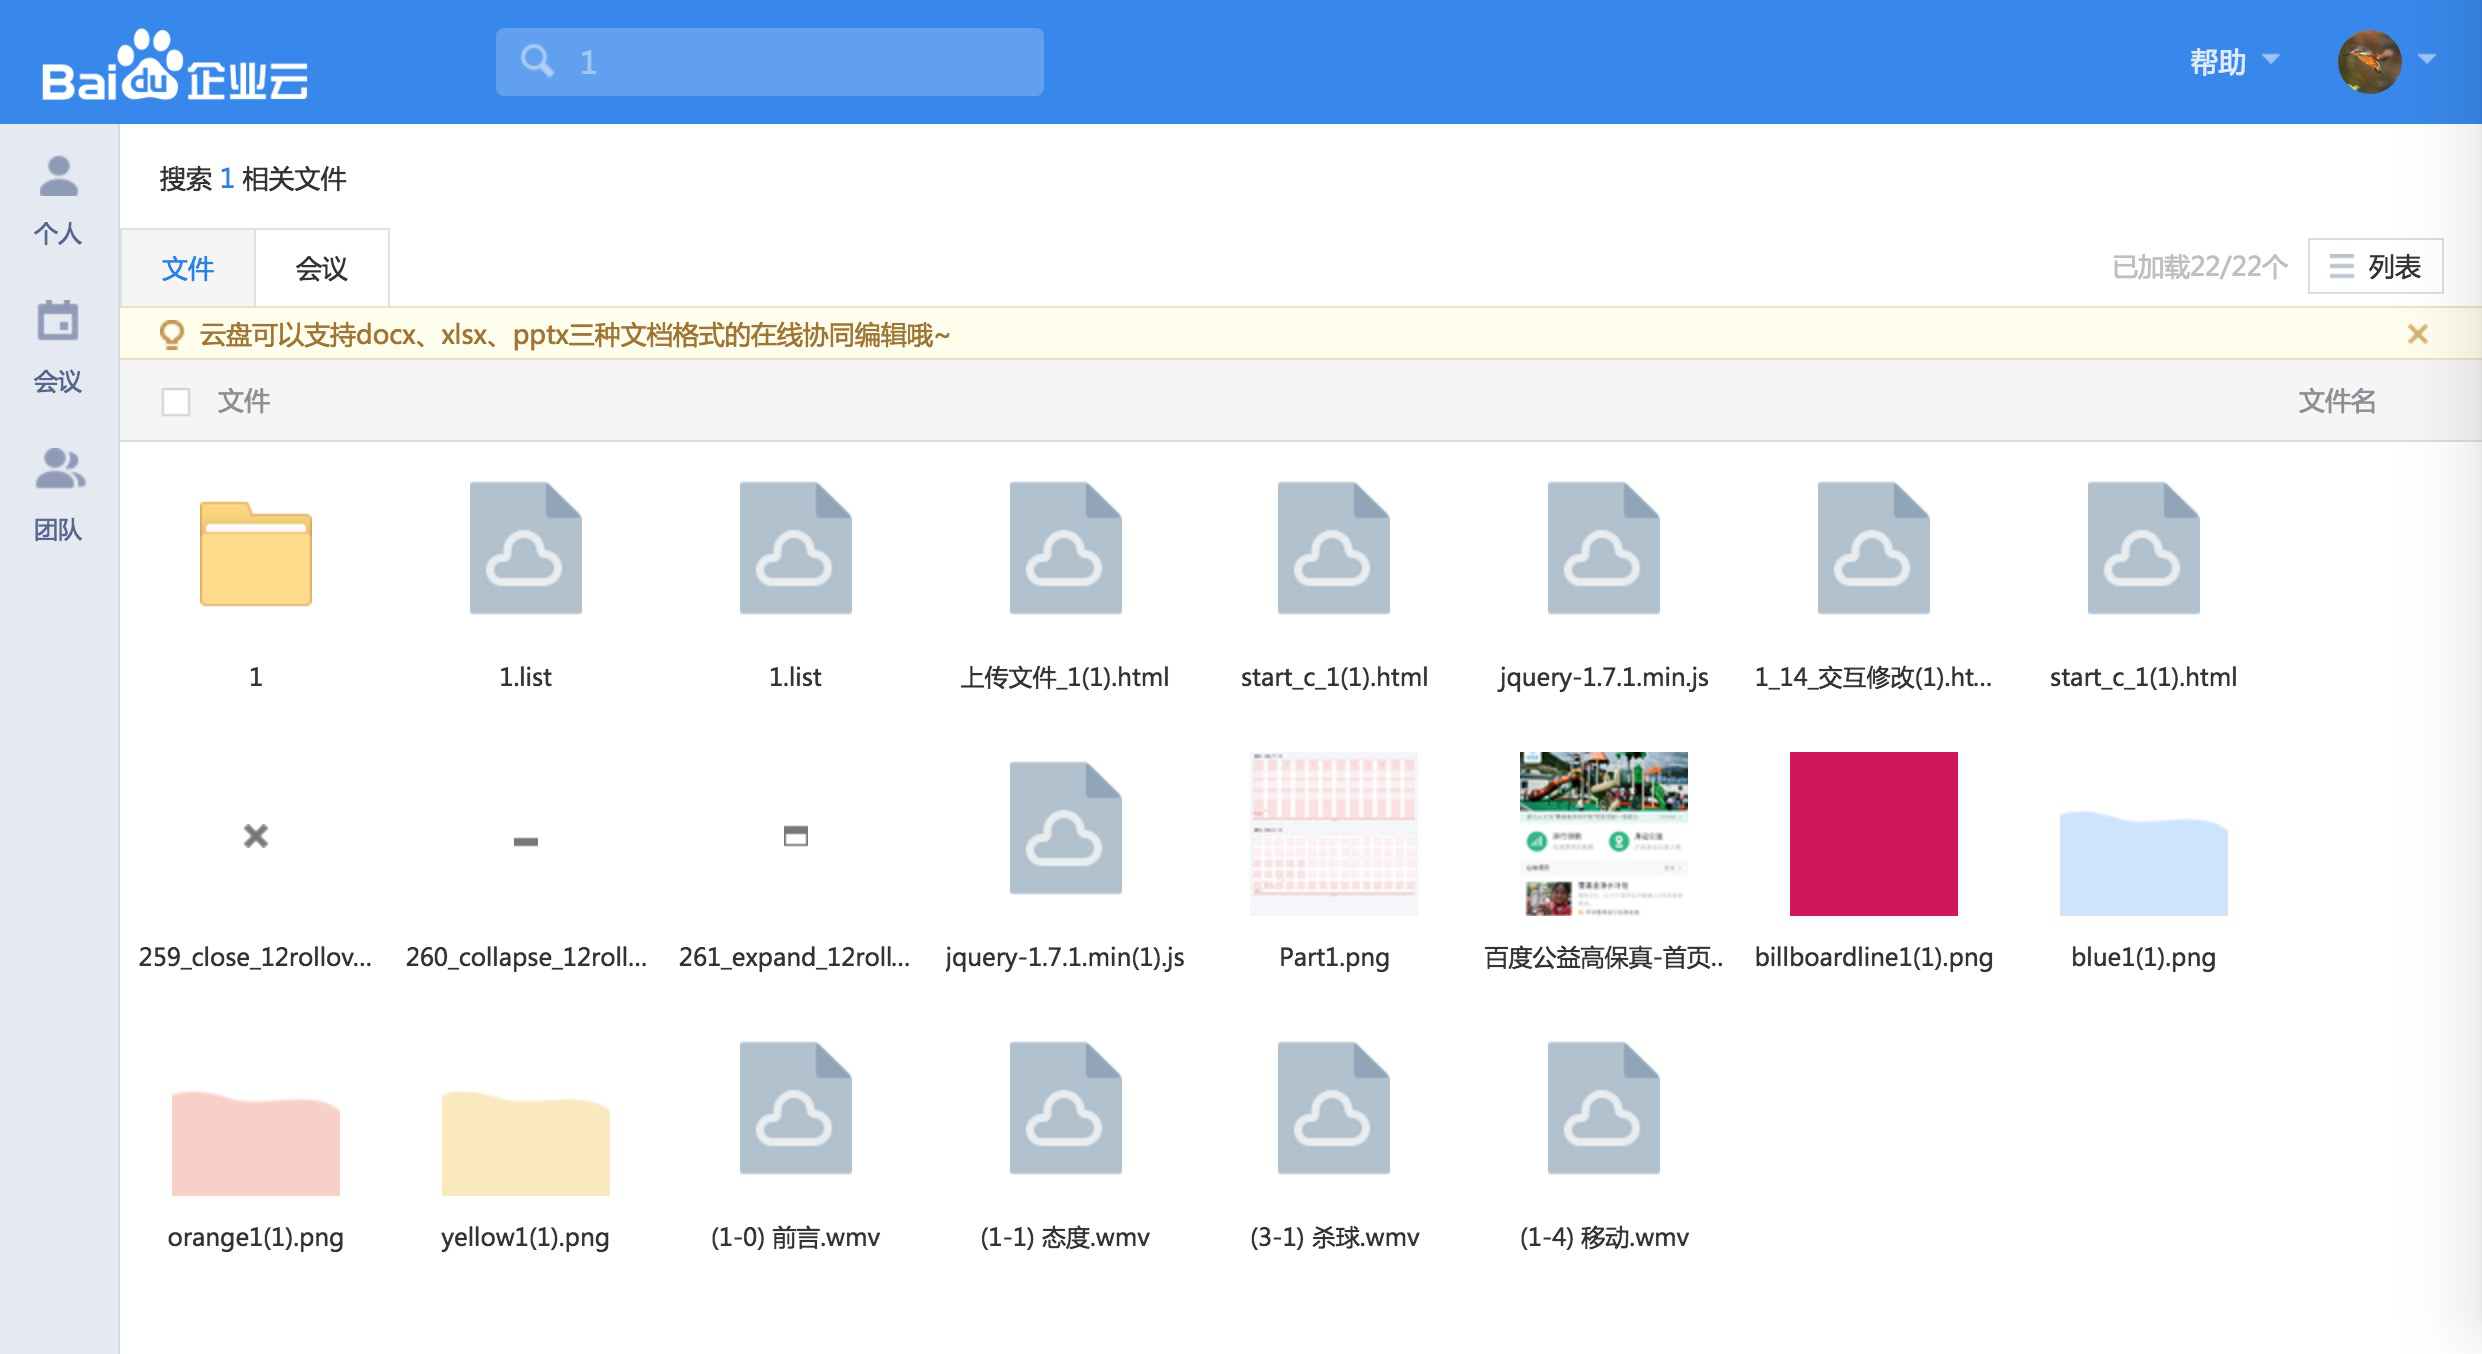 Baidu企业云
1
帮助
搜索 1 相关文件
个人
文件
会议
已加载22/22个
列表
云盘可以支持docx、xlsx、pptx三种文档格式的在线协同编辑哦~
会议
文件
文件名
团队
1
1.list
1.list
上传文件_1(1).html
start_c_1(1).html
jquery-1.7.1.min.js
1_14_交互修改(1).ht...
start_c_1(1).html
259_close_12rollov...
260_collapse_12roll...
261_expand_12roll...
jquery-1.7.1.min(1).js
Part1.png
百度公益高保真-首页..
billboardline1(1).png
blue1(1).png
orange1(1).png
yellow1(1).png
(1-0) 前言.wmv
(1-1) 态度.wmv
(3-1) 杀球.wmv
(1-4) 移动.wmv